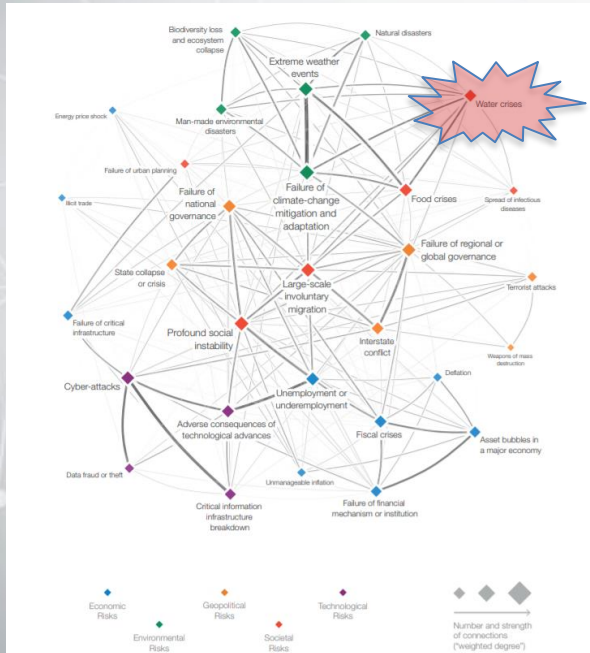 Biodiversity loss
and ecosystem
collapse
Natural disasters
Extreme weather
events
Water crises
Energy price shock
Man-made environmental
disasters
Failure of urban planning
Failure of
climate-change
mitigation and
adaptation
Food crises
Spread of infectious
diseases
Illicit trade
Failure of
national
governance
Failure of regional or
global governance
State collapse
or crisis
Large-scale
involuntary
migration
Terrorist attacks
Failure of critical
infrastructure
Profound social
instability
Interstate
conflict
Weapons of mass
destruction
Cyber-attacks
Unemployment or
underemployment
Deflation
Adverse consequences of
technological advances
Fiscal crises
Asset bubbles in
a major economy
Data fraud or theft
Critical information
infrastructure
breakdown
Unmanageable inflation
Failure of financial
mechanism or institution
Economic
Risks
Geopolitical
Risks
Technological
Risks
Environmental
Risks
Societal
Risks
Number and strength
of connections
("weighted degree")